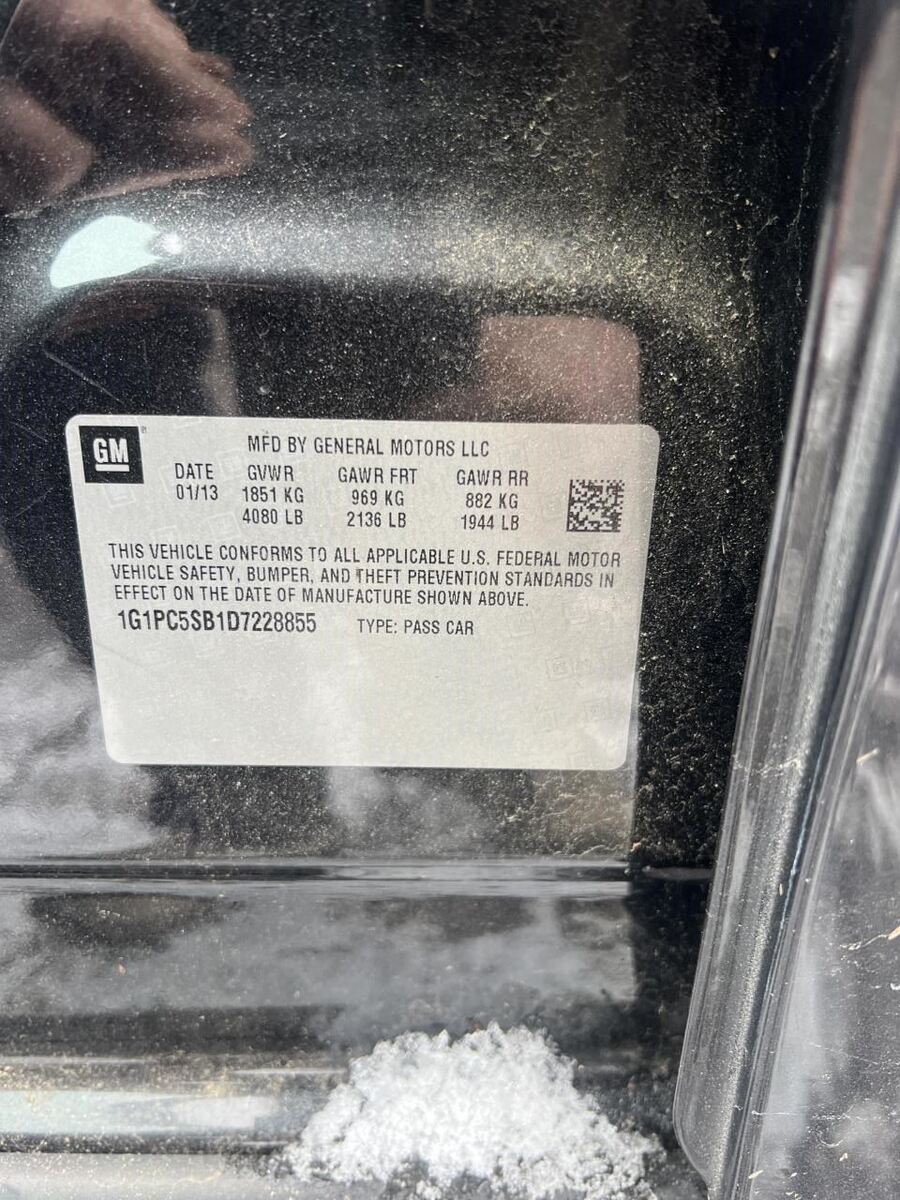 GM
MFD BY GENERAL MOTORS LLC
DATE GVWR GAWR FRT GAWR RR
01/13 1851 KG 969 KG 882 KG
4080 LB 2136 LB 1944 LB
THIS VEHICLE CONFORMS TO ALL APPLICABLE U.S. FEDERAL MOTOR
VEHICLE SAFETY, BUMPER, AND THEFT PREVENTION STANDARDS IN
EFFECT ON THE DATE OF MANUFACTURE SHOWN ABOVE.
1G1PC5SB1D7228855 TYPE: PASS CAR